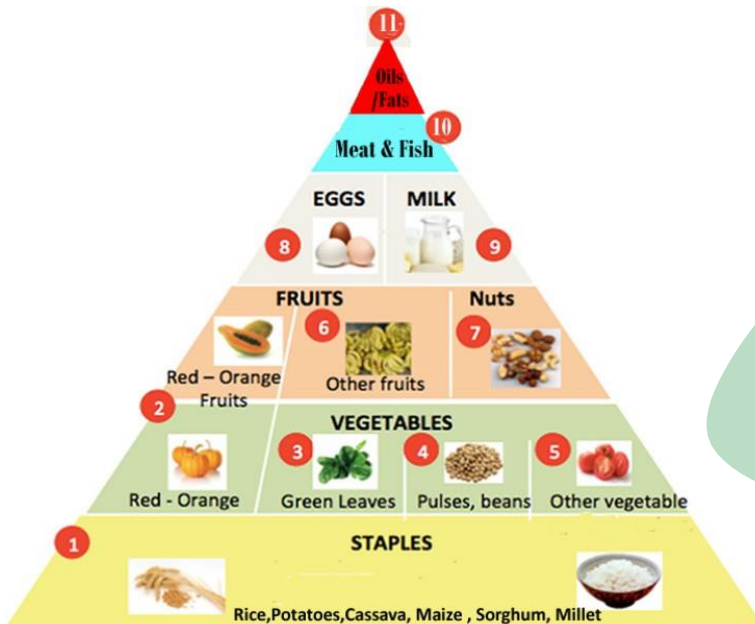 11
Oils
/Fats
10
Meat & Fish
EGGS MILK
8 9
FRUITS Nuts
6 7
Red – Orange
Fruits
Other fruits
2
VEGETABLES
3 4 5
Red - Orange Green Leaves Pulses, beans Other vegetable
1
STAPLES
Rice,Potatoes,Cassava, Maize , Sorghum, Millet